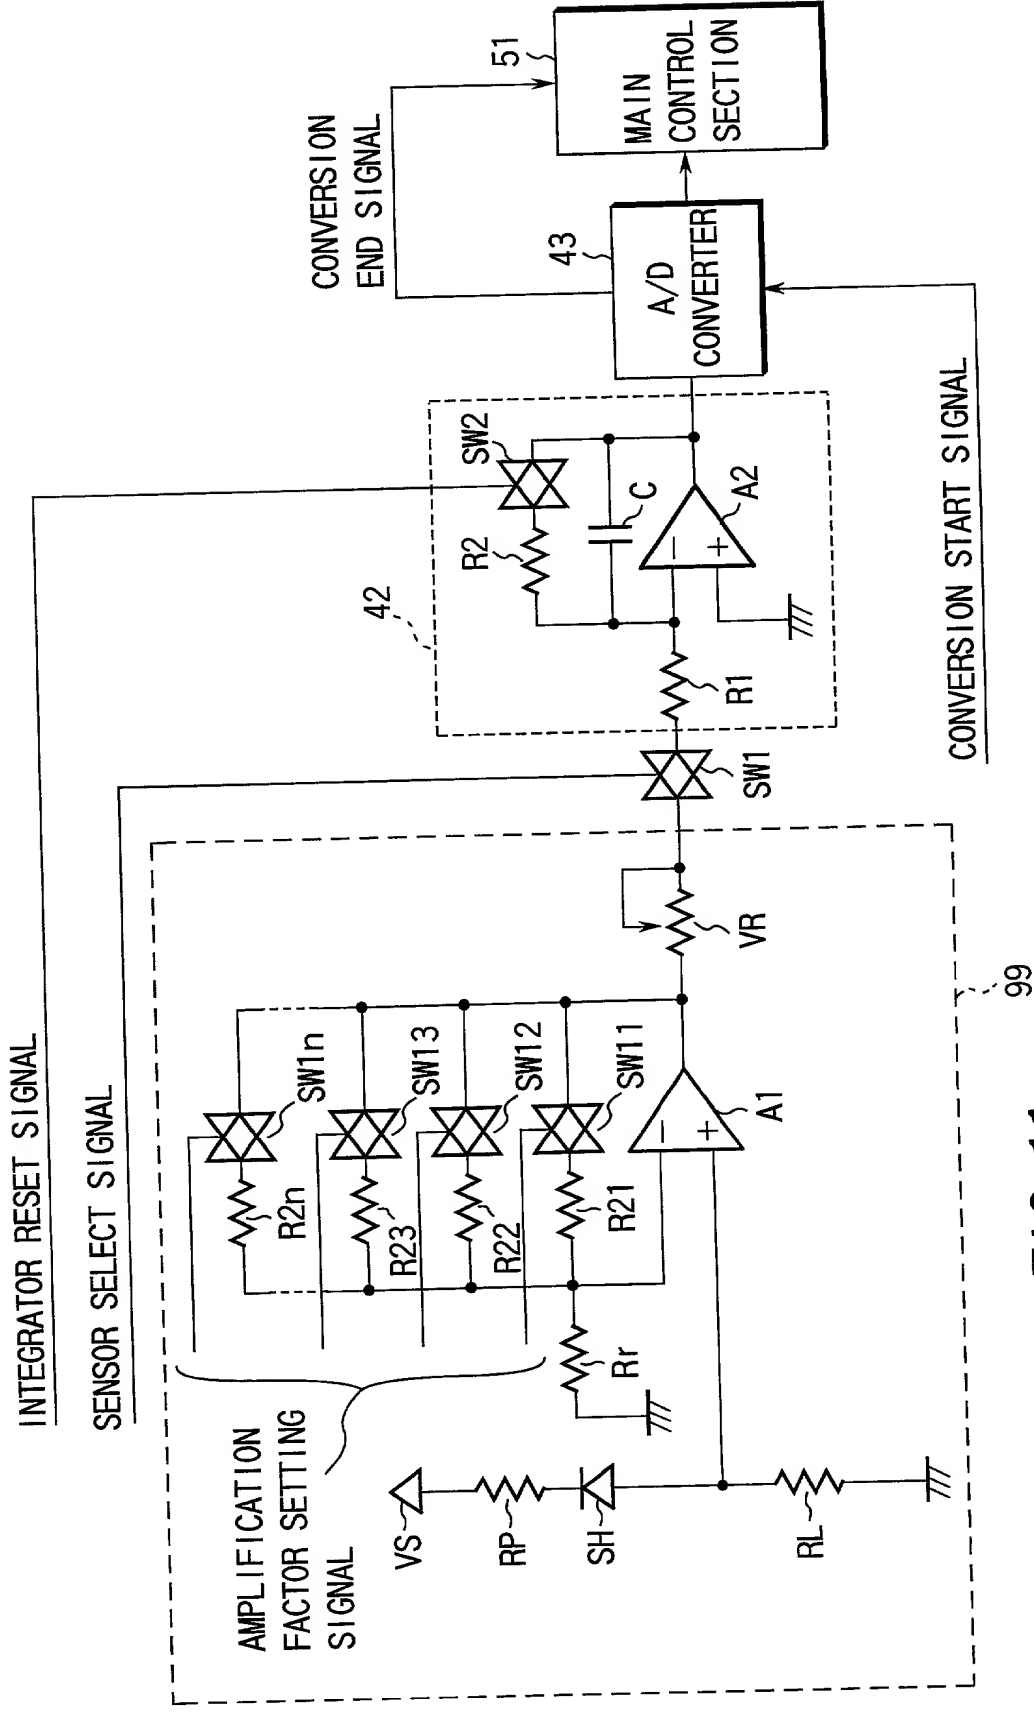 INTEGRATOR RESET SIGNAL
SENSOR SELECT SIGNAL
AMPLIFICATION
FACTOR SETTING
SIGNAL
VS
RP
SH
RL
Rr
R2n
R23
R22
R21
SW1n
SW13
SW12
SW11
−
+
A1
VR
99
SW1
42
R1
R2
SW2
C
−
+
A2
CONVERSION START SIGNAL
CONVERSION
END SIGNAL
43
A/D
CONVERTER
51
MAIN
CONTROL
SECTION